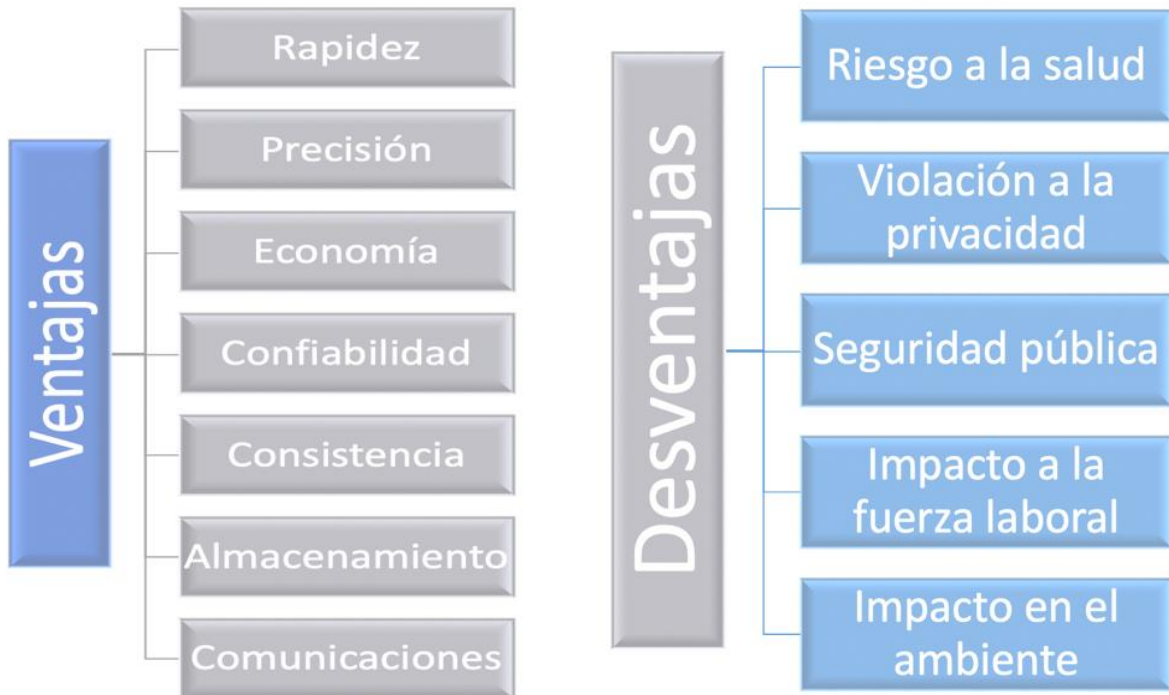 Ventajas
Rapidez
Precisión
Economía
Confiabilidad
Consistencia
Almacenamiento
Comunicaciones
Desventajas
Riesgo a la salud
Violación a la
privacidad
Seguridad pública
Impacto a la
fuerza laboral
Impacto en el
ambiente